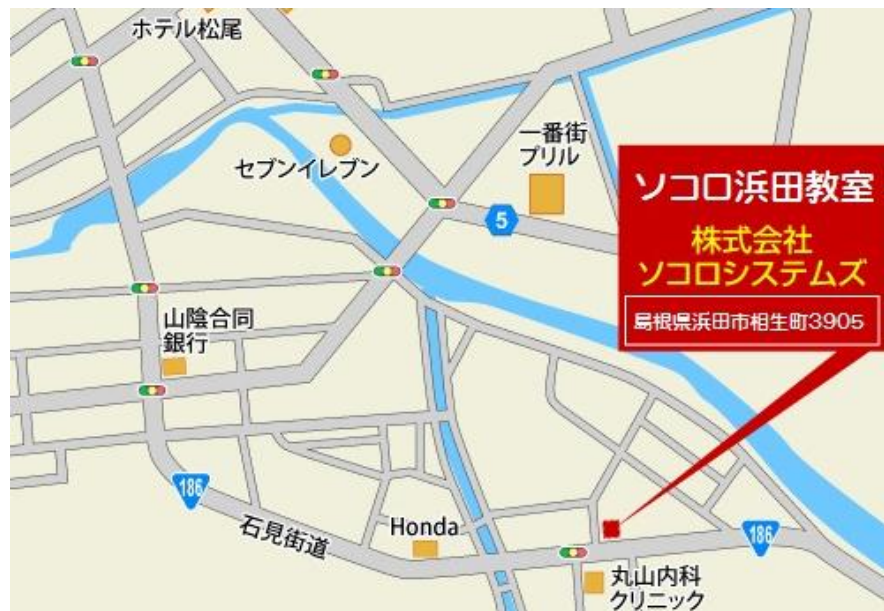 ホテル松尾
セブンイレブン
一番街
プリル
5
ソコロ浜田教室
株式会社
ソコロシステムズ
島根県浜田市相生町3905
山陰合同
銀行
186
石見街道
Honda
186
丸山内科
クリニック